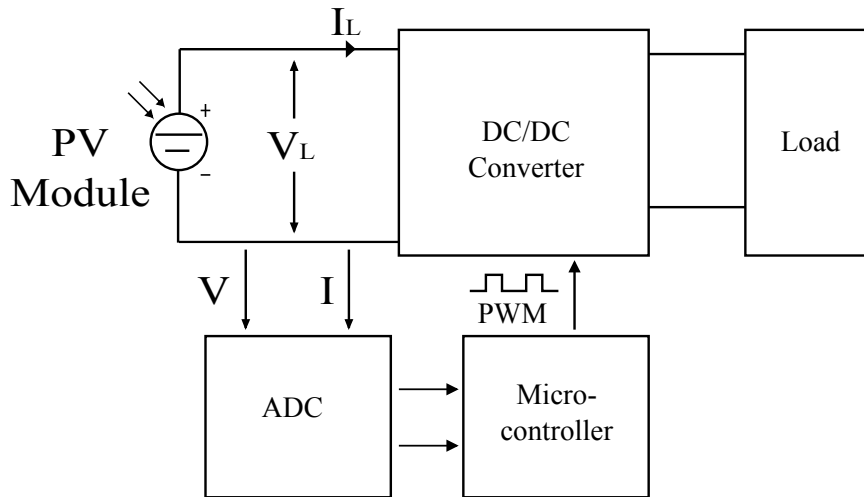 IL
+
PV
Module
−
VL
DC/DC
Converter
Load
V
I
PWM
ADC
Micro-
controller